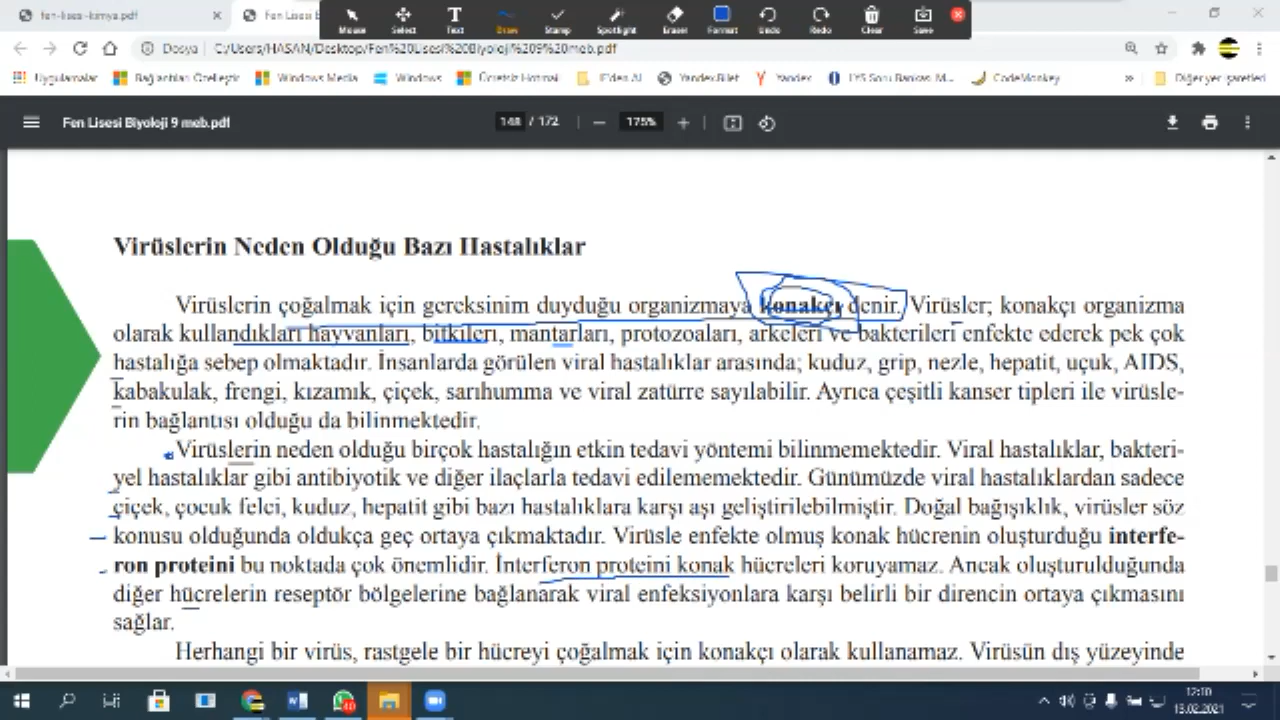 fen-lisesi-kimya.pdf
Fen Lisesi B
Mouse Select Text Draw Stamp Spotlight Eraser Format Undo Redo Clear Save
Dosya C:/Users/HASAN/Desktop/Fen%20Lisesi%20Biyoloji%209%20meb.pdf
Uygulamalar Bağlantıları Özelleştir Windows Media Windows Ücretsiz Hotmail IE'den Al Yandex.Bilet Yandex LYS Soru Bankası M... CodeMonkey » Diğer yer işaretleri
Fen Lisesi Biyoloji 9 meb.pdf 148 / 172 175%
Virüslerin Neden Olduğu Bazı Hastalıklar
Virüslerin çoğalmak için gereksinim duyduğu organizmaya konakçı denir. Virüsler; konakçı organizma
olarak kullandıkları hayvanları, bitkileri, mantarları, protozoaları, arkeleri ve bakterileri enfekte ederek pek çok
hastalığa sebep olmaktadır. İnsanlarda görülen viral hastalıklar arasında; kuduz, grip, nezle, hepatit, uçuk, AIDS,
kabakulak, frengi, kızamık, çiçek, sarıhumma ve viral zatürre sayılabilir. Ayrıca çeşitli kanser tipleri ile virüsle-
rin bağlantısı olduğu da bilinmektedir.
Virüslerin neden olduğu birçok hastalığın etkin tedavi yöntemi bilinmemektedir. Viral hastalıklar, bakteri-
yel hastalıklar gibi antibiyotik ve diğer ilaçlarla tedavi edilememektedir. Günümüzde viral hastalıklardan sadece
çiçek, çocuk felci, kuduz, hepatit gibi bazı hastalıklara karşı aşı geliştirilebilmiştir. Doğal bağışıklık, virüsler söz
konusu olduğunda oldukça geç ortaya çıkmaktadır. Virüsle enfekte olmuş konak hücrenin oluşturduğu interfe-
ron proteini bu noktada çok önemlidir. İnterferon proteini konak hücreleri koruyamaz. Ancak oluşturulduğunda
diğer hücrelerin reseptör bölgelerine bağlanarak viral enfeksiyonlara karşı belirli bir direncin ortaya çıkmasını
sağlar.
Herhangi bir virüs, rastgele bir hücreyi çoğalmak için konakçı olarak kullanamaz. Virüsün dış yüzeyinde
12:10
13.02.2021